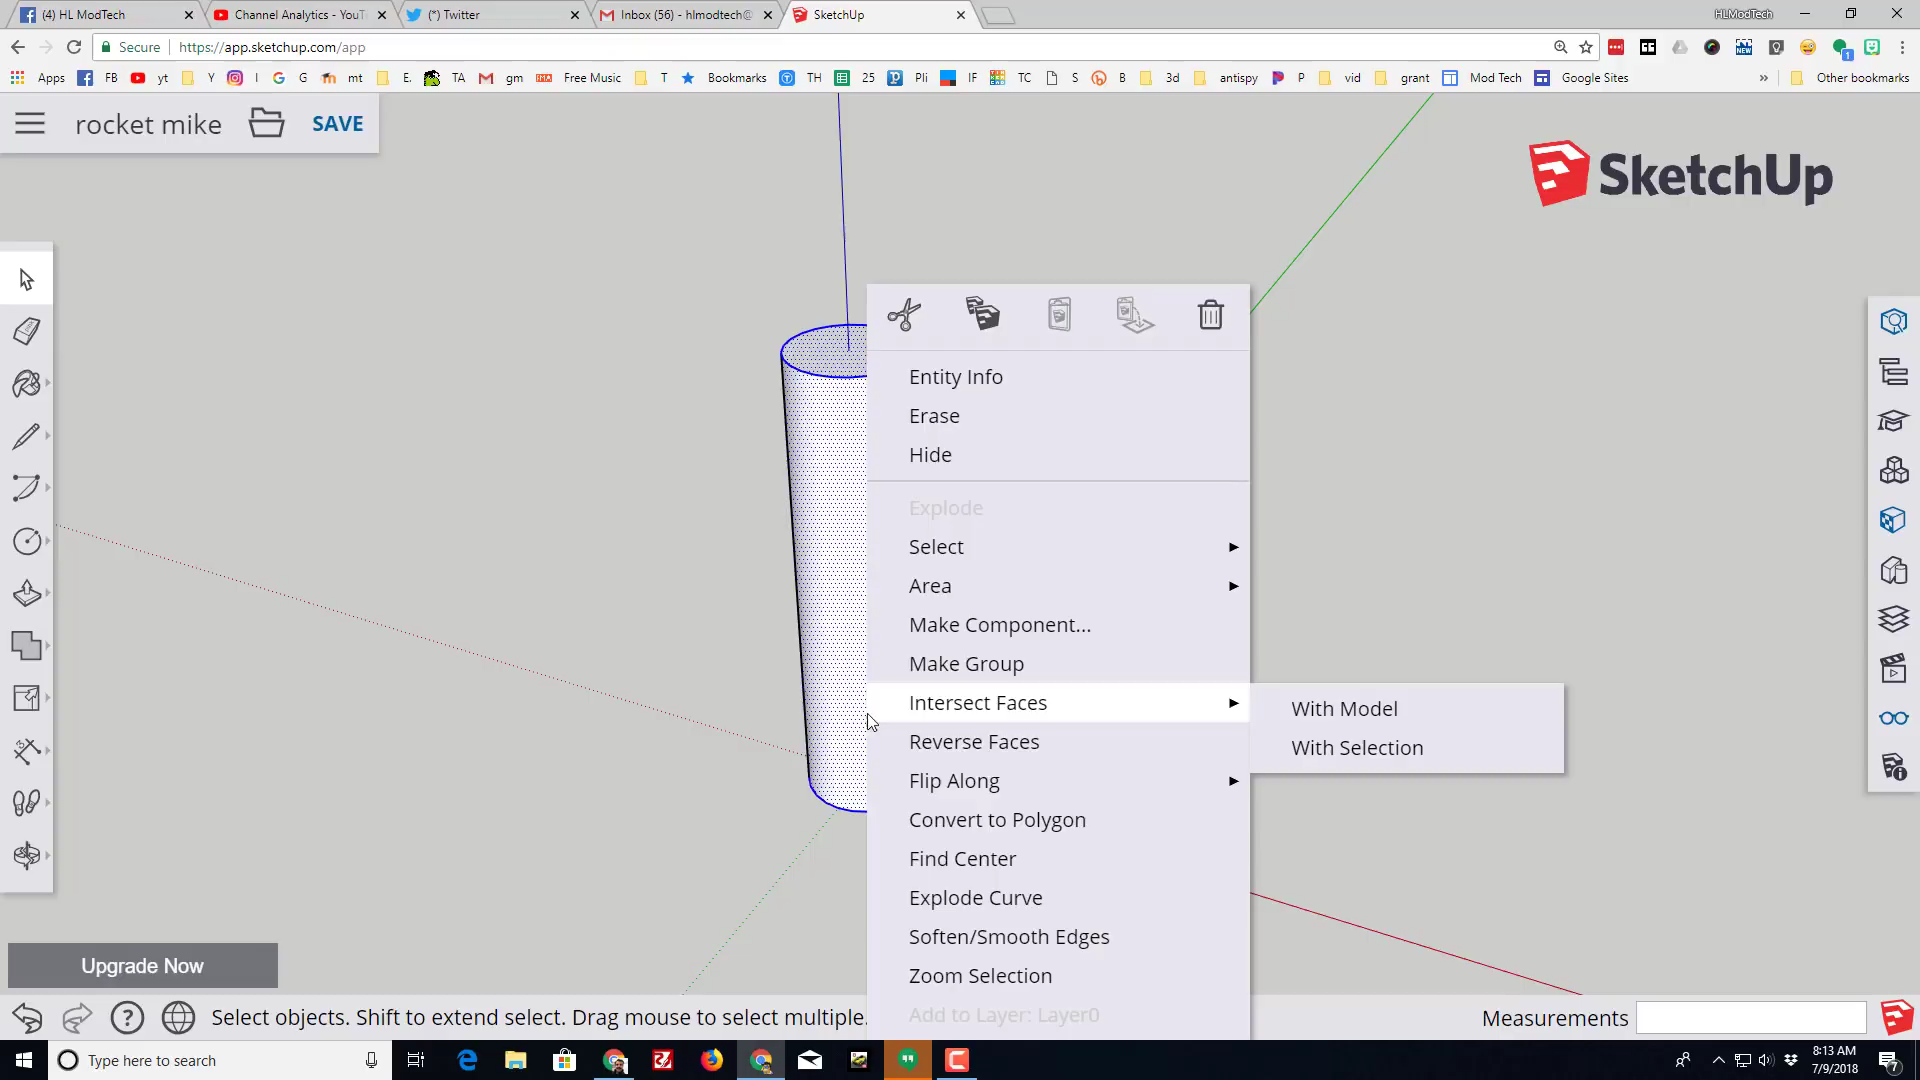 (4) HL ModTech
Channel Analytics - YouT
(*) Twitter
Inbox (56) - hlmodtech@
SketchUp
HLModTech
Secure
https://app.sketchup.com/app
Apps FB yt Y I G G mt E. TA gm Free Music T Bookmarks TH 25 Pli IF TC S B 3d antispy P vid grant Mod Tech Google Sites » Other bookmarks
rocket mike
SAVE
SketchUp
Entity Info
Erase
Hide
Explode
Select
Area
Make Component...
Make Group
Intersect Faces
With Model
With Selection
Reverse Faces
Flip Along
Convert to Polygon
Find Center
Explode Curve
Soften/Smooth Edges
Zoom Selection
Add to Layer: Layer0
Upgrade Now
Select objects. Shift to extend select. Drag mouse to select multiple.
Measurements
Type here to search
8:13 AM
7/9/2018